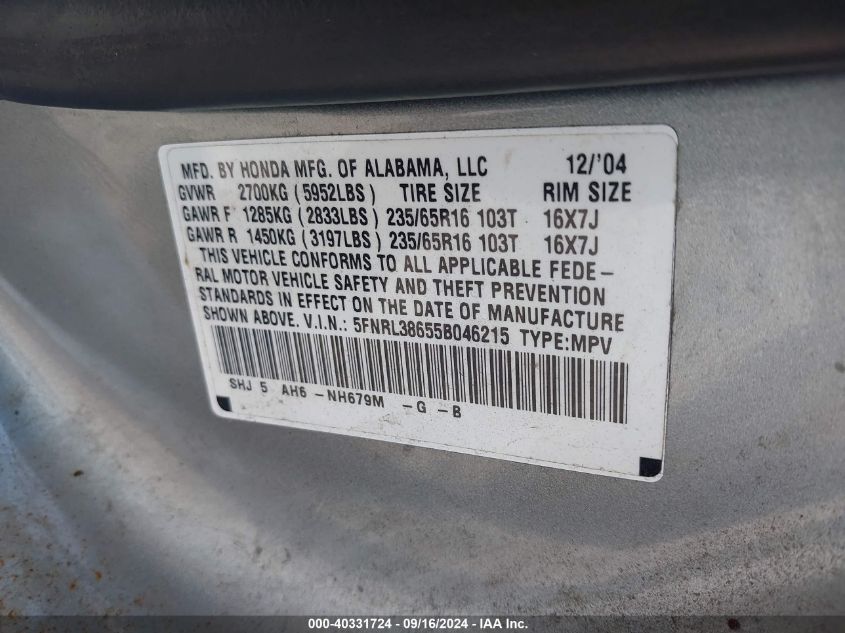 MFD. BY HONDA MFG. OF ALABAMA, LLC 12/'04
GVWR 2700KG (5952LBS) TIRE SIZE RIM SIZE
GAWR F 1285KG (2833LBS) 235/65R16 103T 16X7J
GAWR R 1450KG (3197LBS) 235/65R16 103T 16X7J
THIS VEHICLE CONFORMS TO ALL APPLICABLE FEDE-
RAL MOTOR VEHICLE SAFETY AND THEFT PREVENTION
STANDARDS IN EFFECT ON THE DATE OF MANUFACTURE
SHOWN ABOVE. V.I.N.: 5FNRL38655B046215 TYPE:MPV
SHJ 5 AH6 -NH679M -G -B
000-40331724 - 09/16/2024 - IAA Inc.